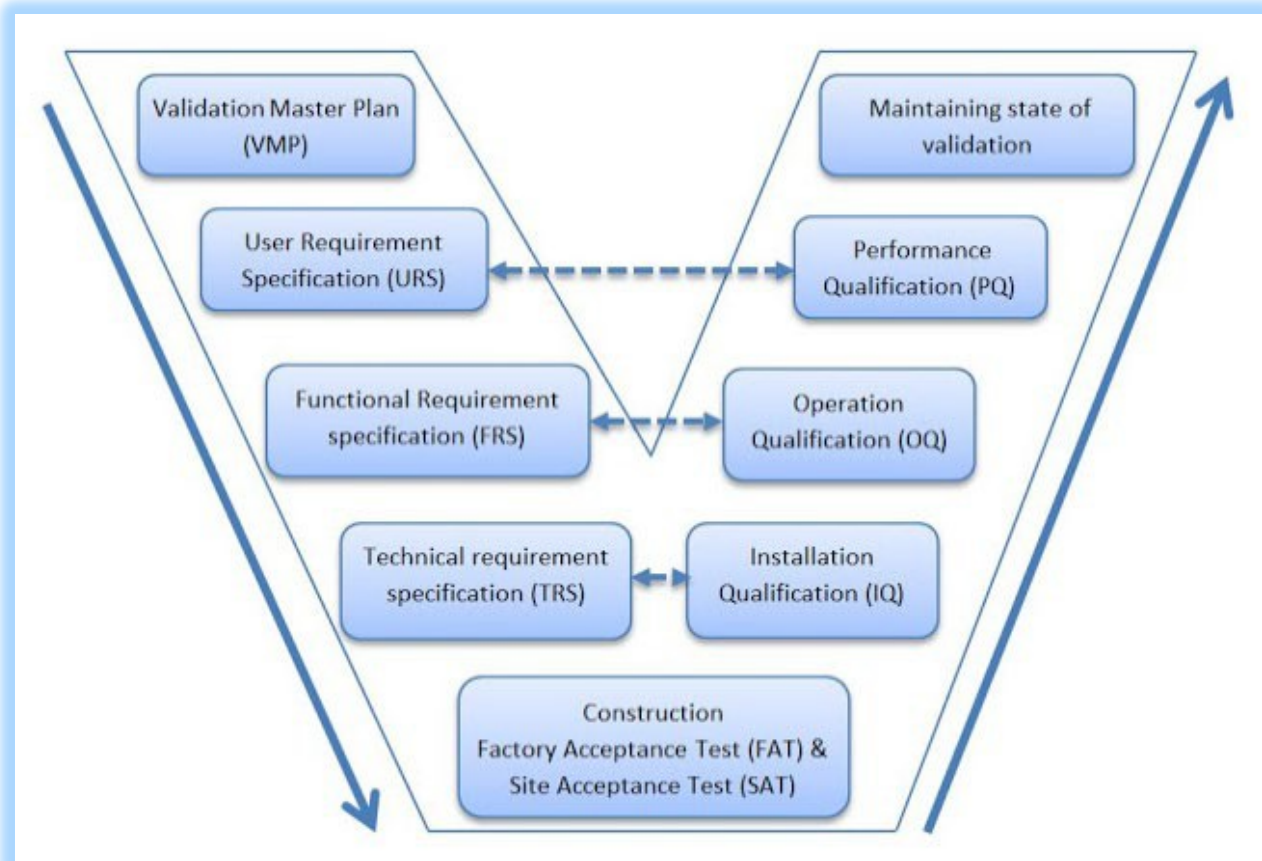 Validation Master Plan
(VMP)
Maintaining state of
validation
User Requirement
Specification (URS)
Performance
Qualification (PQ)
Functional Requirement
specification (FRS)
Operation
Qualification (OQ)
Technical requirement
specification (TRS)
Installation
Qualification (IQ)
Construction
Factory Acceptance Test (FAT) &
Site Acceptance Test (SAT)